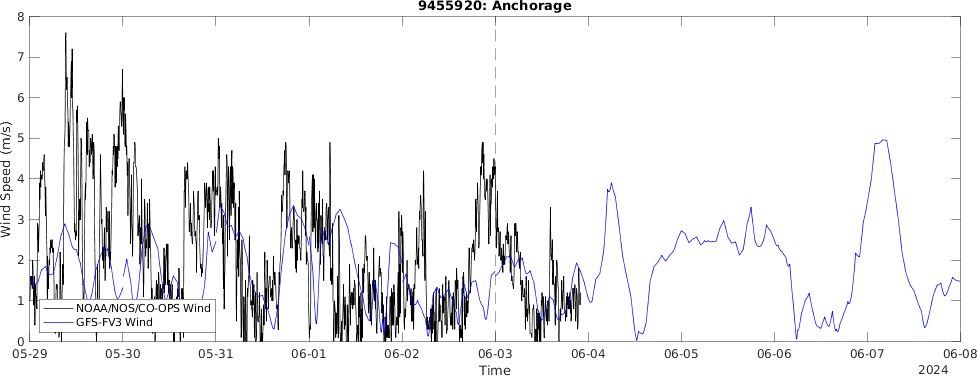 9455920: Anchorage
8
7
6
5
4
3
2
1
0
Wind Speed (m/s)
NOAA/NOS/CO-OPS Wind
GFS-FV3 Wind
05-29 05-30 05-31 06-01 06-02 06-03 06-04 06-05 06-06 06-07 06-08
Time
2024